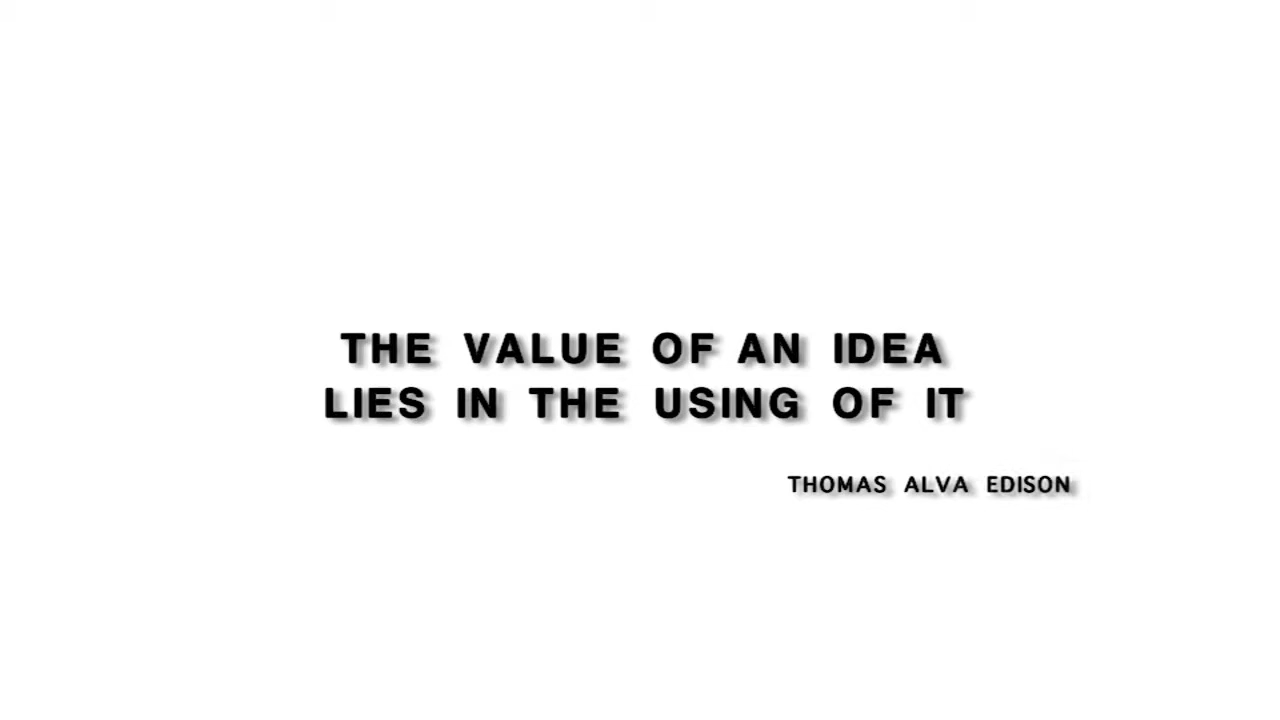 THE VALUE OF AN IDEA
LIES IN THE USING OF IT
THOMAS ALVA EDISON